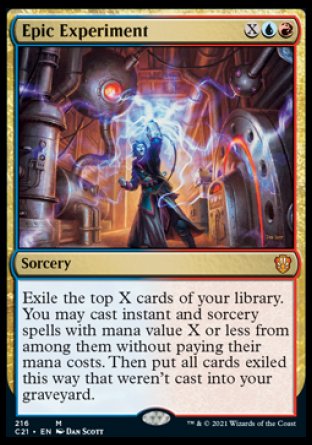 Epic Experiment X
Sorcery
Exile the top X cards of your library.
You may cast instant and sorcery
spells with mana value X or less from
among them without paying their
mana costs. Then put all cards exiled
this way that weren't cast into your
graveyard.
216 M
C21 • EN DAN SCOTT
™ & © 2021 Wizards of the Coast